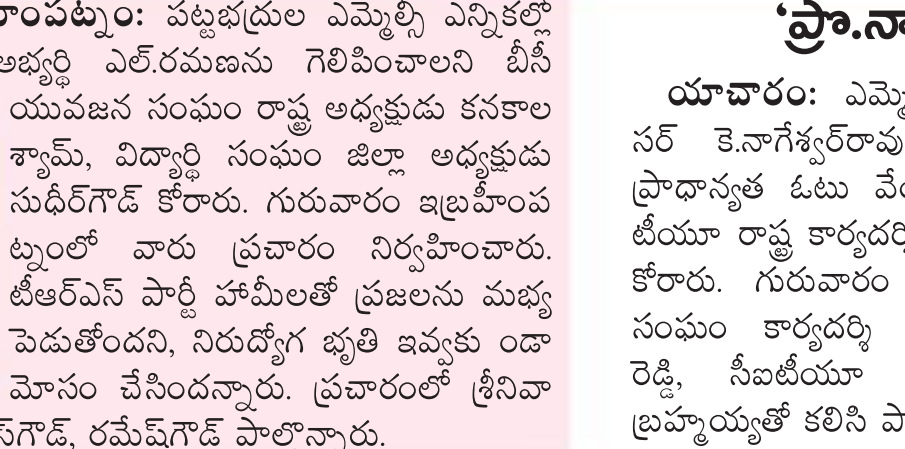 పట్టభద్రుల ఎమ్మెల్సీ ఎన్నికల్లో
అభ్యర్థి ఎల్.రమణను గెలిపించాలని బీసీ
యువజన సంఘం రాష్ట్ర అధ్యక్షుడు కనకాల
శ్యామ్, విద్యార్థి సంఘం జిల్లా అధ్యక్షుడు
సుధీర్‌గౌడ్ కోరారు. గురువారం ఇబ్రహీంప
ట్నంలో వారు ప్రచారం నిర్వహించారు.
టీఆర్ఎస్ పార్టీ హామీలతో ప్రజలను మభ్య
పెడుతోందని, నిరుద్యోగ భృతి ఇవ్వకు ండా
మోసం చేసిందన్నారు. ప్రచారంలో శ్రీనివా
స్‌గౌడ్, రమేష్‌గౌడ్ పాల్గొన్నారు.
‘ప్రొ.నా
యాచారం: ఎమ్మె
సర్ కె.నాగేశ్వర్‌రావు
ప్రాధాన్యత ఓటు వే
టీయూ రాష్ట్ర కార్యదర్శి
కోరారు. గురువారం
సంఘం కార్యదర్శి
రెడ్డి, సీఐటీయూ
బ్రహ్మయ్యతో కలిసి పా